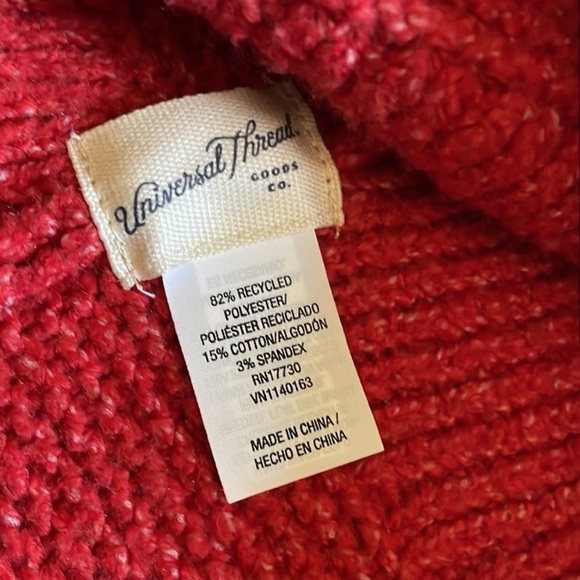 Universal Thread
GOODS
CO.
82% RECYCLED
POLYESTER/
POLIÉSTER RECICLADO
15% COTTON/ALGODÓN
3% SPANDEX
RN17730
VN1140163
MADE IN CHINA /
HECHO EN CHINA